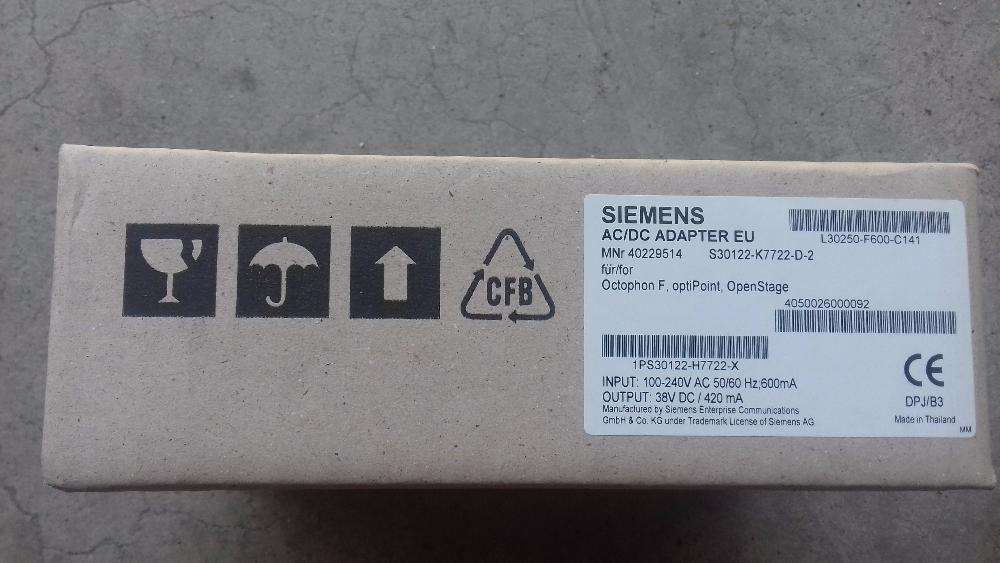 CFB
SIEMENS
AC/DC ADAPTER EU
L30250-F600-C141
MNr 40229514 S30122-K7722-D-2
für/for
Octophon F, optiPoint, OpenStage
4050026000092
1PS30122-H7722-X
INPUT: 100-240V AC 50/60 Hz,600mA
OUTPUT: 38V DC / 420 mA
Manufactured by Siemens Enterprise Communications
GmbH & Co. KG under Trademark License of Siemens AG
CE
DPJ/B3
Made in Thailand
MM